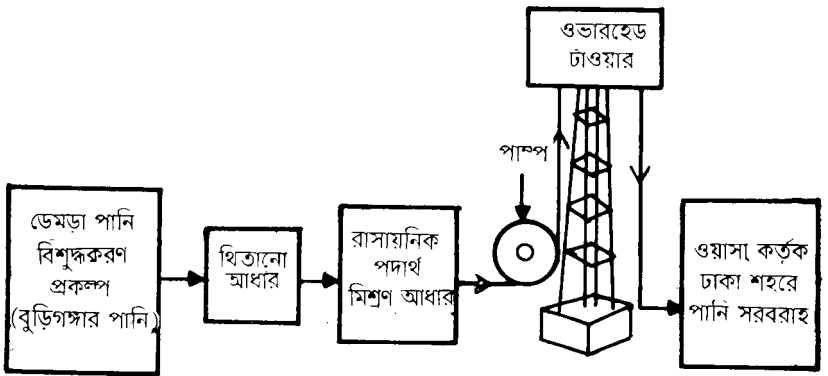 ওভারহেড
টাওয়ার
পাম্প
ডেমড়া পানি
বিশুদ্ধকরণ
প্রকল্প
(বুড়িগঙ্গার পানি)
থিতানো
আধার
রাসায়নিক
পদার্থ
মিশ্রণ আধার
ওয়াসা কর্তৃক
ঢাকা শহরে
পানি সরবরাহ